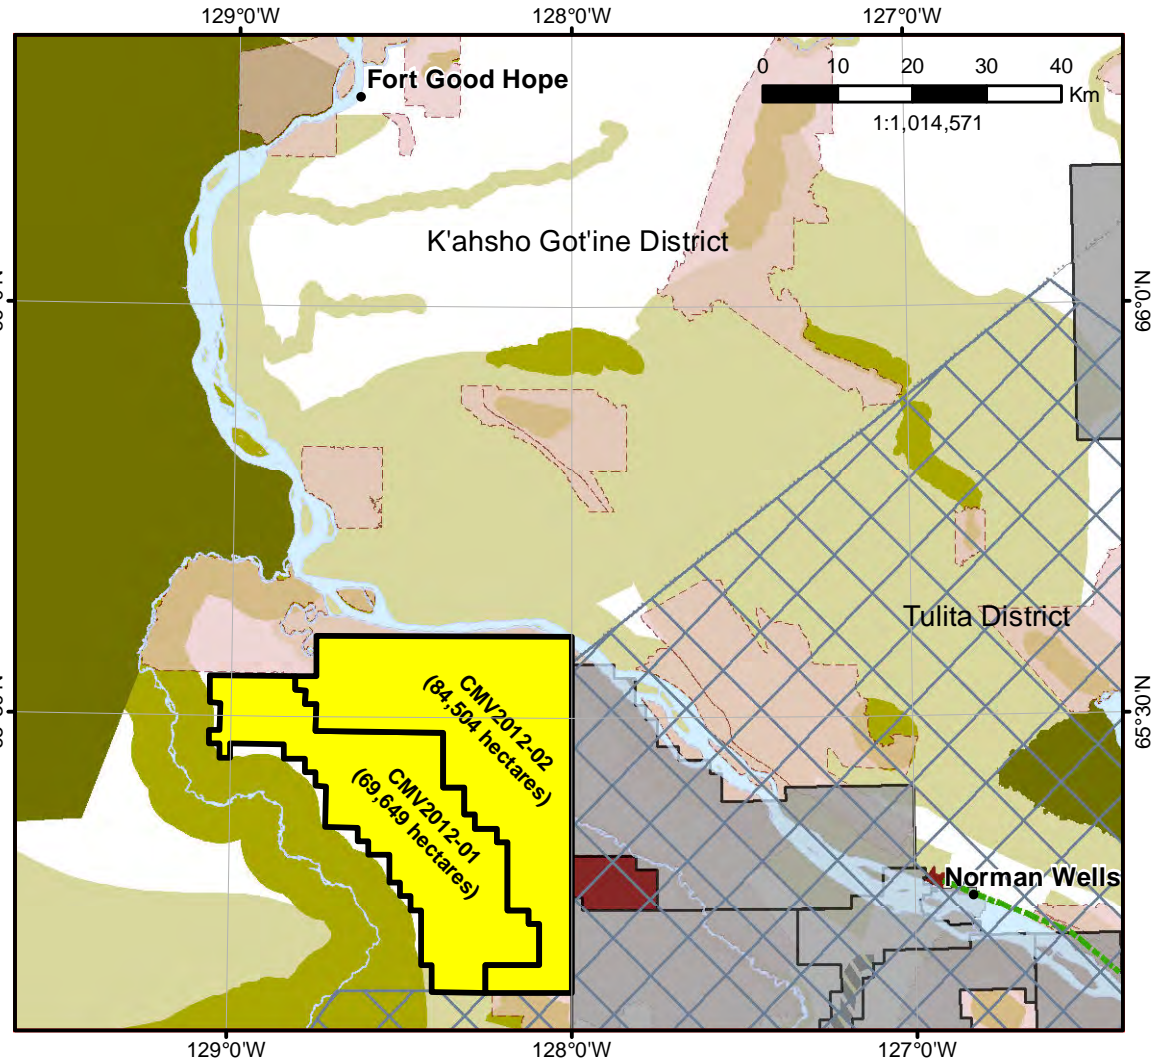 129°0'W
128°0'W
127°0'W
Fort Good Hope
0
10
20
30
40
Km
1:1,014,571
K'ahsho Got'ine District
66°0'N
Tulita District
CMV2012-02
(84,504 hectares)
65°30'N
CMV2012-01
(69,649 hectares)
Norman Wells
129°0'W
128°0'W
127°0'W